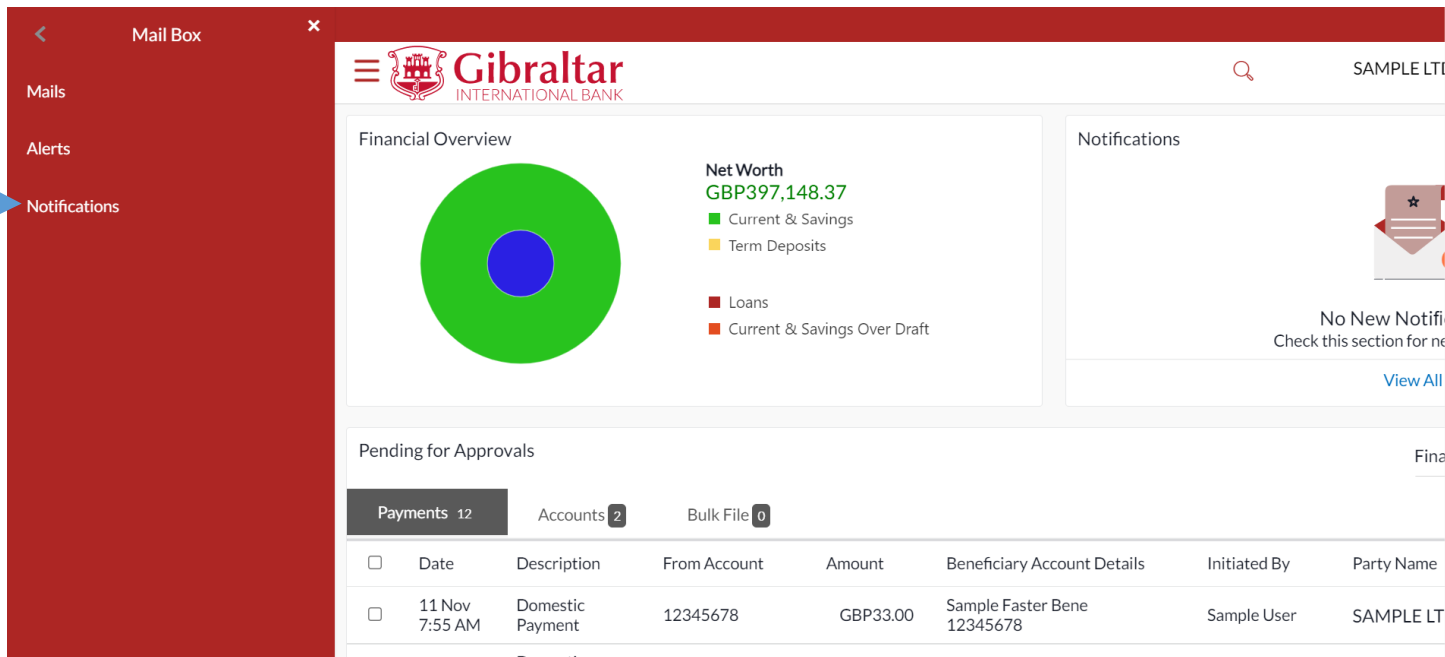 Mail Box
×
Mails
Alerts
Notifications
Gibraltar
INTERNATIONAL BANK
SAMPLE LTD
Financial Overview
Net Worth
GBP397,148.37
Current & Savings
Term Deposits
Loans
Current & Savings Over Draft
Notifications
No New Notifi
Check this section for ne
View All
Pending for Approvals
Fina
Payments 12 Accounts 2 Bulk File 0
Date Description From Account Amount Beneficiary Account Details Initiated By Party Name
11 Nov
7:55 AM
Domestic
Payment
12345678
GBP33.00
Sample Faster Bene
12345678
Sample User
SAMPLE LT